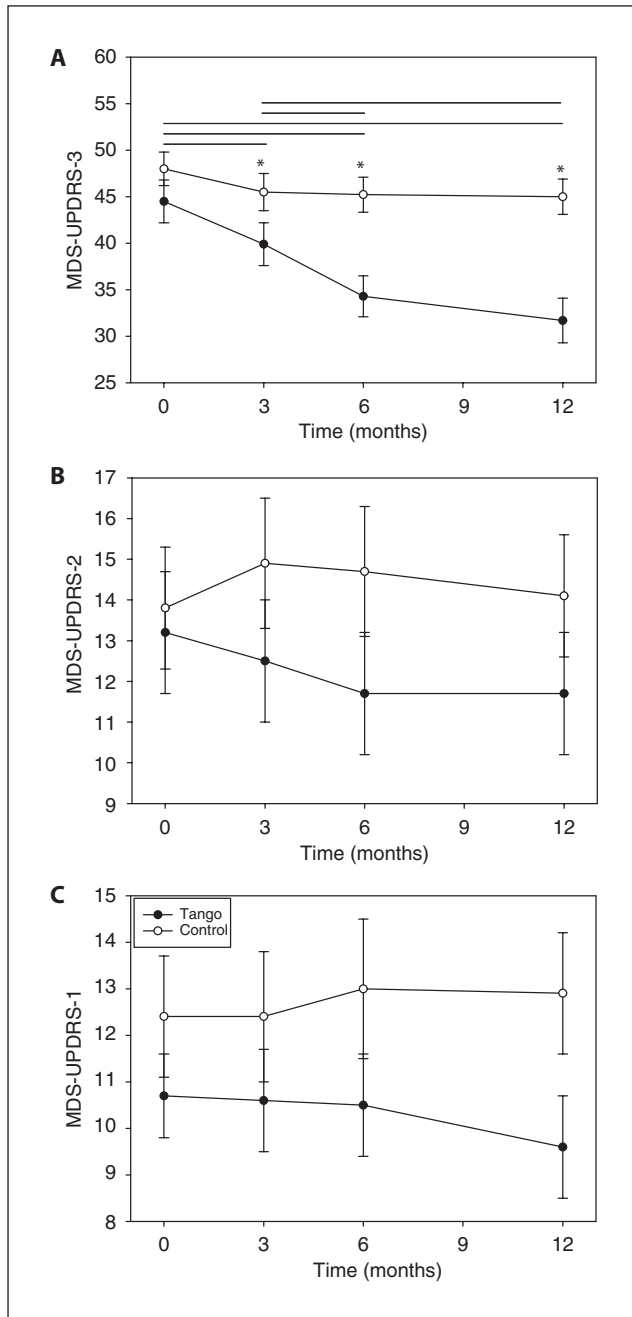 A
MDS-UPDRS-3
60
55
50
45
40
35
30
25
* * *
0 3 6 9 12
Time (months)
B
MDS-UPDRS-2
17
16
15
14
13
12
11
10
9
0 3 6 9 12
Time (months)
C
MDS-UPDRS-1
15
14
13
12
11
10
9
8
Tango
Control
0 3 6 9 12
Time (months)